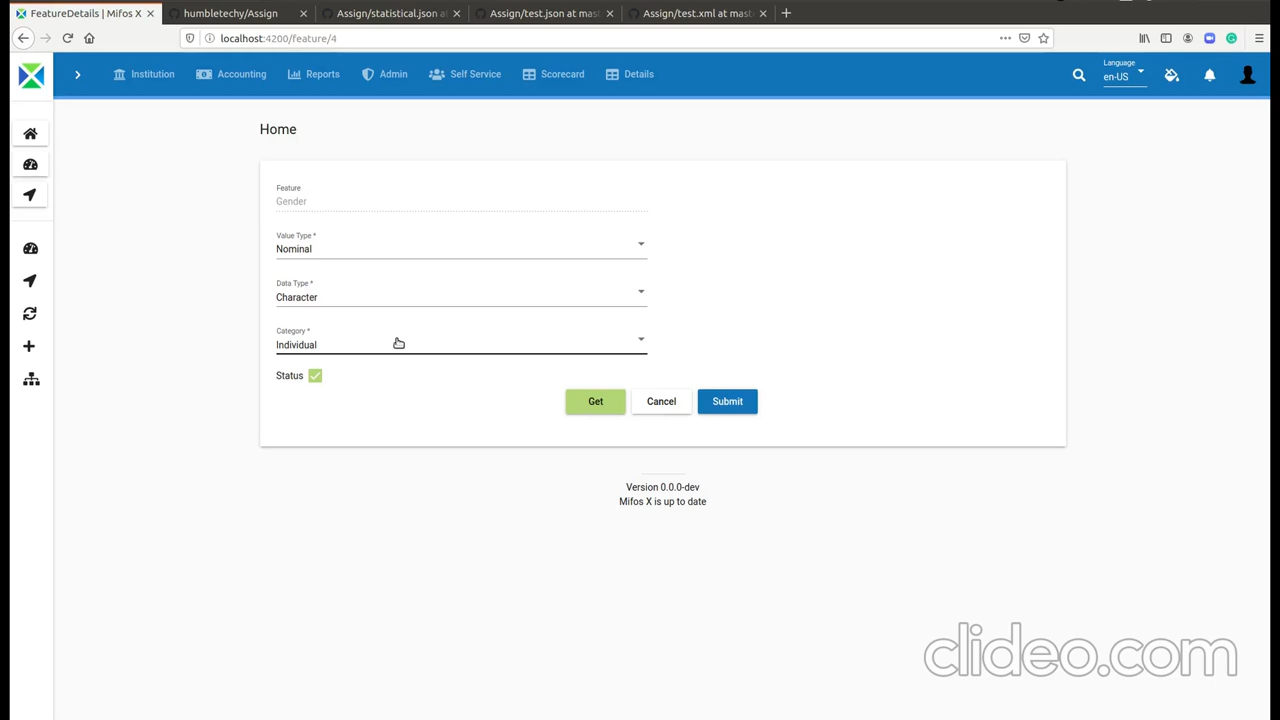 FeatureDetails | Mifos X
humbletechy/Assign
Assign/statistical.json a
Assign/test.json at mast
Assign/test.xml at maste
localhost:4200/feature/4
Institution
Accounting
Reports
Admin
Self Service
Scorecard
Details
Language
en-US
Home
Feature
Gender
Value Type *
Nominal
Data Type *
Character
Category *
Individual
Status
Get
Cancel
Submit
Version 0.0.0-dev
Mifos X is up to date
clideo.com